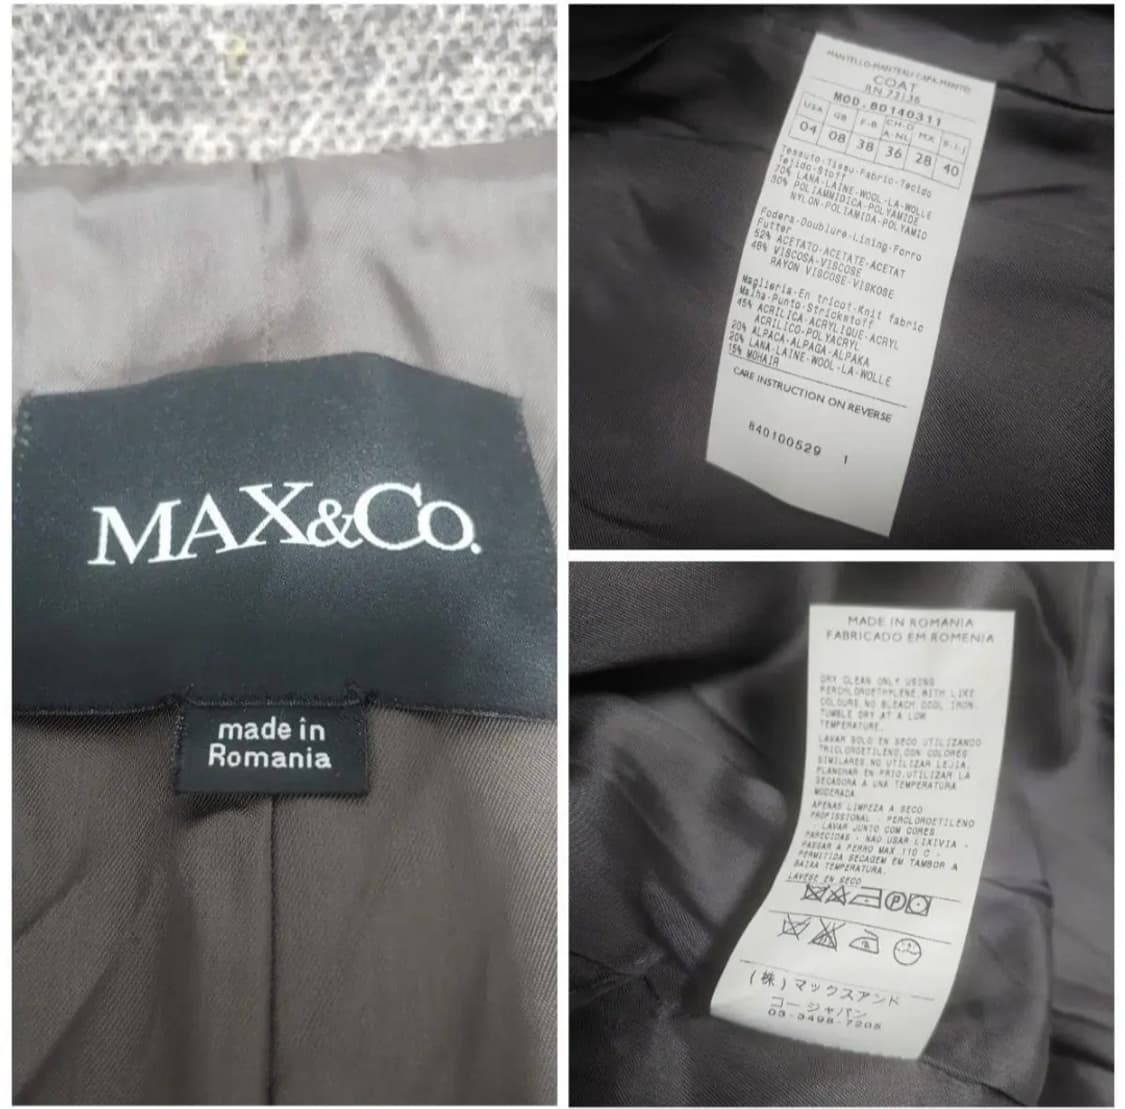 MAX&Co.
made in
Romania
MANTELLO-MANTEAU-CAPA-MANTO
COAT
RN 73136
MOD. 80140311
USA GB F-B CH-D A-NL MX E.I.J
04 08 38 36 28 40
Tessuto-Tissu-Fabric-Tecido
Tejido-Stoff
70% LANA-LAINE-WOOL-LA-WOLLE
30% POLIAMMIDICA-POLYAMIDE
NYLON-POLIAMIDA-POLYAMID
Fodera-Doublure-Lining-Forro
Futter
52% ACETATO-ACETATE-ACETAT
48% VISCOSA-VISCOSE
RAYON VISCOSE-VISKOSE
Maglieria-En tricot-Knit fabric
Malha-Punto-Strickstoff
45% ACRILICA-ACRYLIQUE-ACRYL
ACRILICO-POLYACRYL
20% ALPACA-ALPAGA-ALPAKA
20% LANA-LAINE-WOOL-LA-WOLLE
15% MOHAIR
CARE INSTRUCTION ON REVERSE
840100529 1
MADE IN ROMANIA
FABRICADO EM ROMENIA
DRY CLEAN ONLY USING
PERCHLOROETHYLENE.WITH LIKE
COLOURS.NO BLEACH.COOL IRON.
TUMBLE DRY AT A LOW
TEMPERATURE.
LAVAR SOLO EN SECO UTILIZANDO
TRICLOROETILENO,CON COLORES
SIMILARES.NO UTILIZAR LEJIA.
PLANCHAR EN FRIO.UTILIZAR LA
SECADORA A UNA TEMPERATURA
MODERADA
APENAS LIMPEZA A SECO
PROFISSIONAL - PERCLOROETILENO
- LAVAR JUNTO COM CORES
PARECIDAS - NAO USAR LIXIVIA -
PASSAR A FERRO MAX 110 C -
PERMITIDA SECAGEM EM TAMBOR A
BAIXA TEMPERATURA.
LAVESE EN SECO
P
(株)マックスアンド
コー ジャパン
03-3498-7206